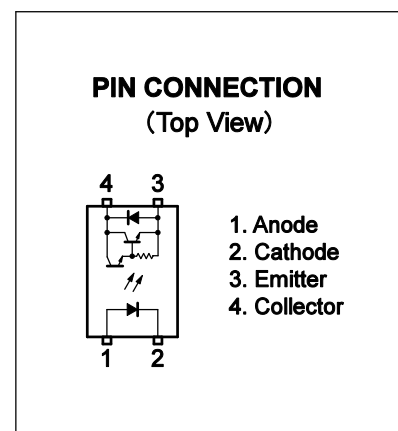 PIN CONNECTION
(Top View)
4 3
1. Anode
2. Cathode
3. Emitter
4. Collector
1 2